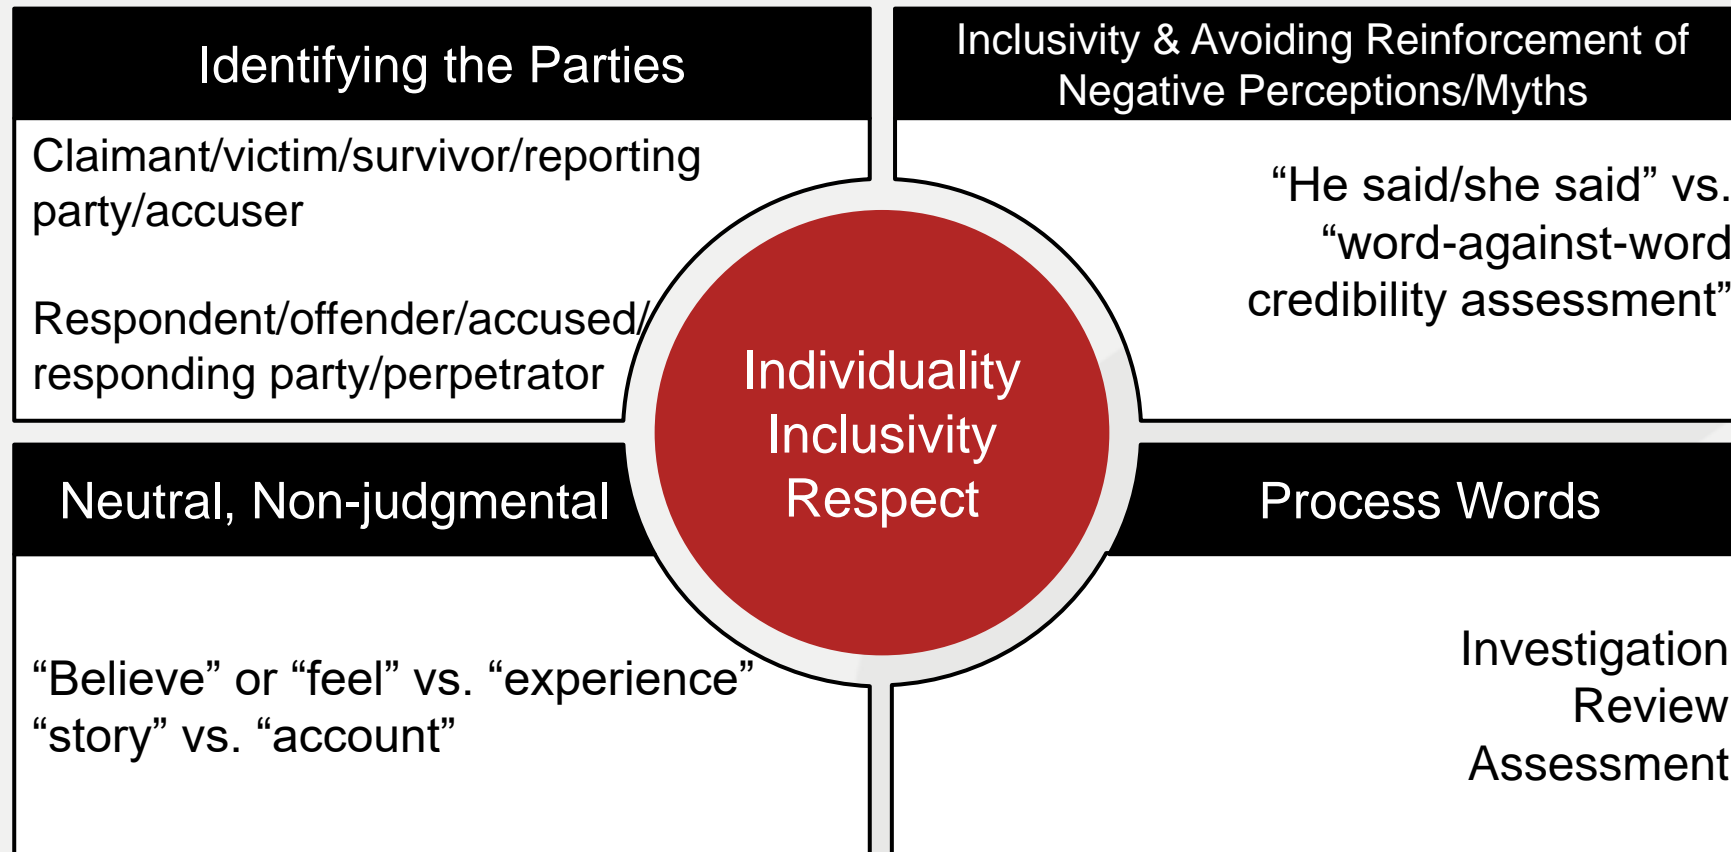 Identifying the Parties
Claimant/victim/survivor/reporting
party/accuser
Respondent/offender/accused/
responding party/perpetrator
Inclusivity & Avoiding Reinforcement of
Negative Perceptions/Myths
“He said/she said” vs.
“word-against-word
credibility assessment”
Individuality
Inclusivity
Respect
Neutral, Non-judgmental
“Believe” or “feel” vs. “experience”
“story” vs. “account”
Process Words
Investigation
Review
Assessment